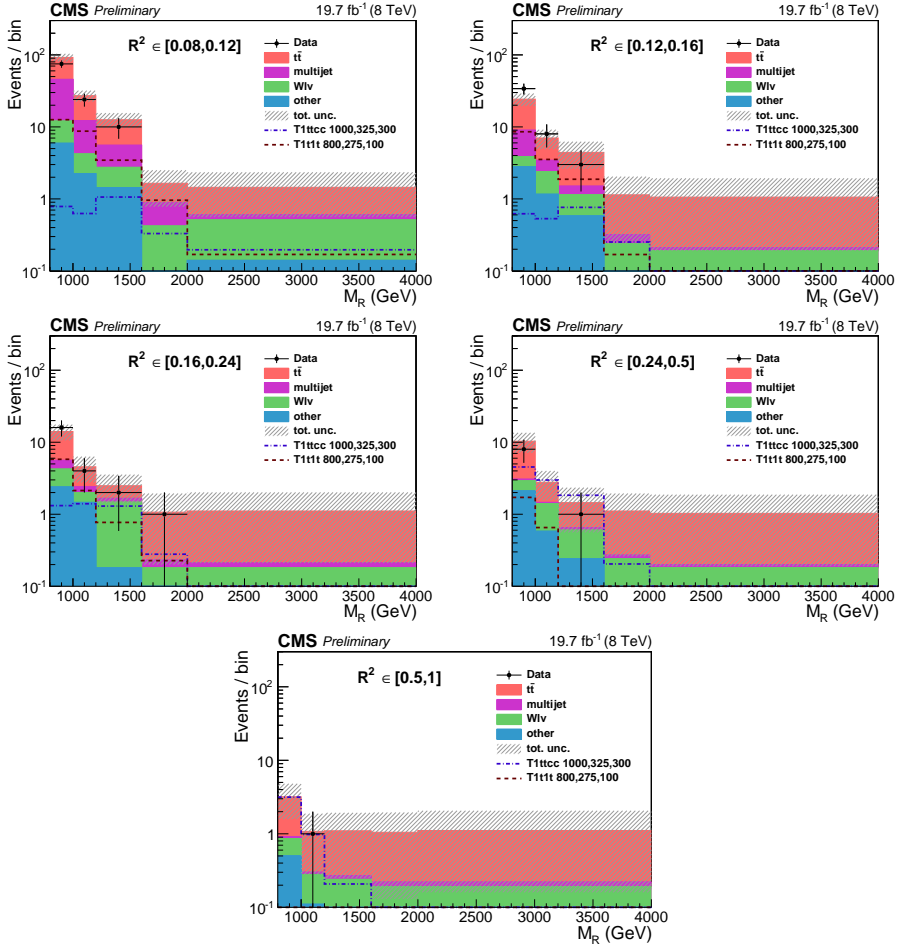 CMS Preliminary 19.7 fb⁻¹ (8 TeV)
R² ∈ [0.08,0.12]
Data
tt̄
multijet
Wlν
other
tot. unc.
T1ttcc 1000,325,300
T1t1t 800,275,100
Events / bin
10²
10
1
10⁻¹
1000 1500 2000 2500 3000 3500 4000
M_R (GeV)
CMS Preliminary 19.7 fb⁻¹ (8 TeV)
R² ∈ [0.12,0.16]
Data
tt̄
multijet
Wlν
other
tot. unc.
T1ttcc 1000,325,300
T1t1t 800,275,100
Events / bin
10²
10
1
10⁻¹
1000 1500 2000 2500 3000 3500 4000
M_R (GeV)
CMS Preliminary 19.7 fb⁻¹ (8 TeV)
R² ∈ [0.16,0.24]
Data
tt̄
multijet
Wlν
other
tot. unc.
T1ttcc 1000,325,300
T1t1t 800,275,100
Events / bin
10²
10
1
10⁻¹
1000 1500 2000 2500 3000 3500 4000
M_R (GeV)
CMS Preliminary 19.7 fb⁻¹ (8 TeV)
R² ∈ [0.24,0.5]
Data
tt̄
multijet
Wlν
other
tot. unc.
T1ttcc 1000,325,300
T1t1t 800,275,100
Events / bin
10²
10
1
10⁻¹
1000 1500 2000 2500 3000 3500 4000
M_R (GeV)
CMS Preliminary 19.7 fb⁻¹ (8 TeV)
R² ∈ [0.5,1]
Data
tt̄
multijet
Wlν
other
tot. unc.
T1ttcc 1000,325,300
T1t1t 800,275,100
Events / bin
10²
10
1
10⁻¹
1000 1500 2000 2500 3000 3500 4000
M_R (GeV)